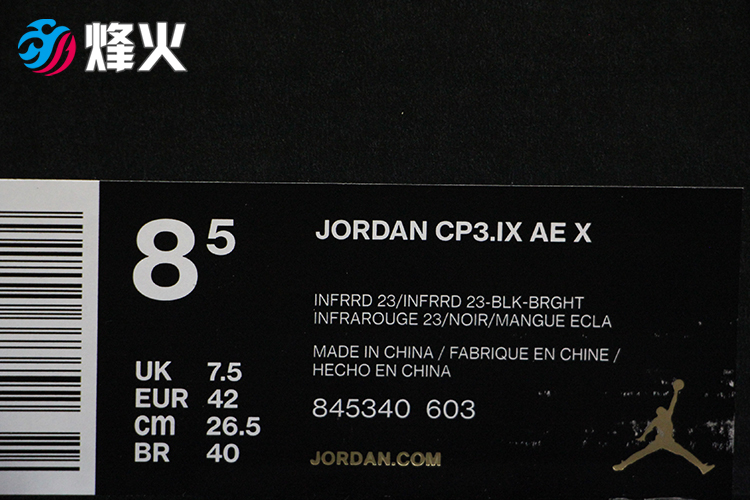 烽火
8⁵
JORDAN CP3.IX AE X
INFRRD 23/INFRRD 23-BLK-BRGHT
INFRAROUGE 23/NOIR/MANGUE ECLA
MADE IN CHINA / FABRIQUE EN CHINE /
HECHO EN CHINA
UK 7.5
EUR 42
cm 26.5
BR 40
845340 603
JORDAN.COM